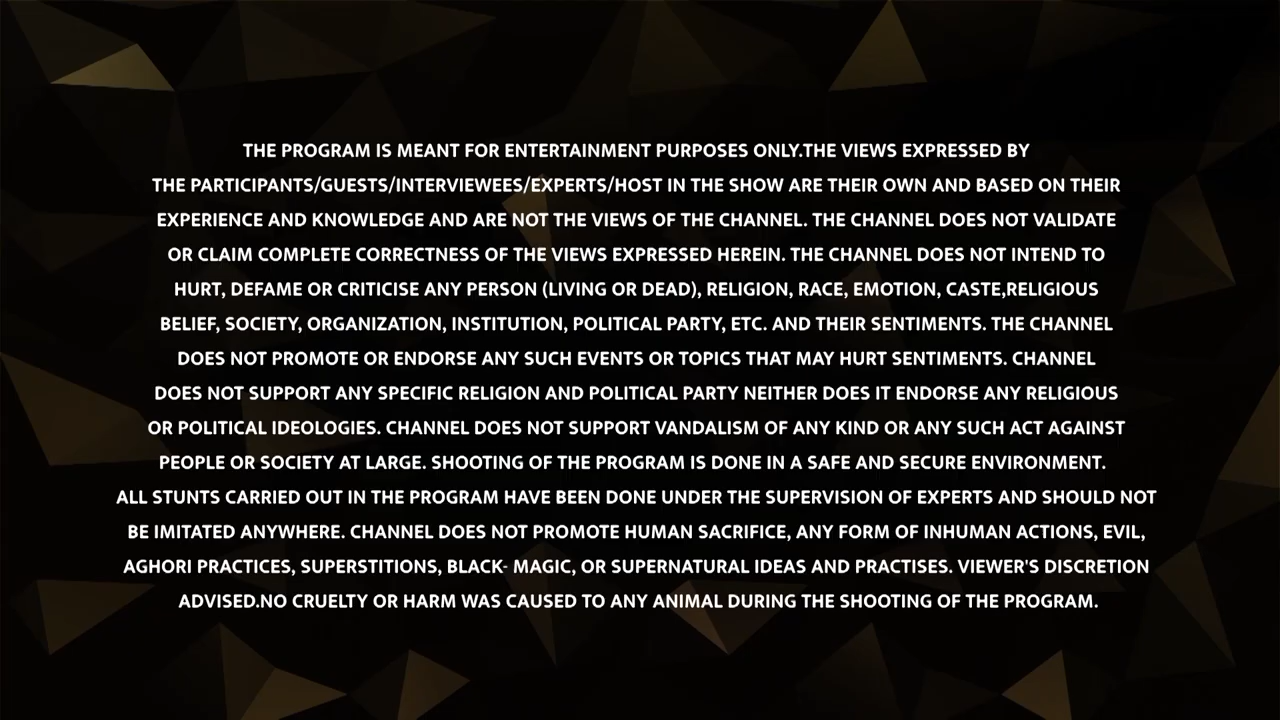 THE PROGRAM IS MEANT FOR ENTERTAINMENT PURPOSES ONLY.THE VIEWS EXPRESSED BY
THE PARTICIPANTS/GUESTS/INTERVIEWEES/EXPERTS/HOST IN THE SHOW ARE THEIR OWN AND BASED ON THEIR
EXPERIENCE AND KNOWLEDGE AND ARE NOT THE VIEWS OF THE CHANNEL. THE CHANNEL DOES NOT VALIDATE
OR CLAIM COMPLETE CORRECTNESS OF THE VIEWS EXPRESSED HEREIN. THE CHANNEL DOES NOT INTEND TO
HURT, DEFAME OR CRITICISE ANY PERSON (LIVING OR DEAD), RELIGION, RACE, EMOTION, CASTE,RELIGIOUS
BELIEF, SOCIETY, ORGANIZATION, INSTITUTION, POLITICAL PARTY, ETC. AND THEIR SENTIMENTS. THE CHANNEL
DOES NOT PROMOTE OR ENDORSE ANY SUCH EVENTS OR TOPICS THAT MAY HURT SENTIMENTS. CHANNEL
DOES NOT SUPPORT ANY SPECIFIC RELIGION AND POLITICAL PARTY NEITHER DOES IT ENDORSE ANY RELIGIOUS
OR POLITICAL IDEOLOGIES. CHANNEL DOES NOT SUPPORT VANDALISM OF ANY KIND OR ANY SUCH ACT AGAINST
PEOPLE OR SOCIETY AT LARGE. SHOOTING OF THE PROGRAM IS DONE IN A SAFE AND SECURE ENVIRONMENT.
ALL STUNTS CARRIED OUT IN THE PROGRAM HAVE BEEN DONE UNDER THE SUPERVISION OF EXPERTS AND SHOULD NOT
BE IMITATED ANYWHERE. CHANNEL DOES NOT PROMOTE HUMAN SACRIFICE, ANY FORM OF INHUMAN ACTIONS, EVIL,
AGHORI PRACTICES, SUPERSTITIONS, BLACK- MAGIC, OR SUPERNATURAL IDEAS AND PRACTISES. VIEWER'S DISCRETION
ADVISED.NO CRUELTY OR HARM WAS CAUSED TO ANY ANIMAL DURING THE SHOOTING OF THE PROGRAM.